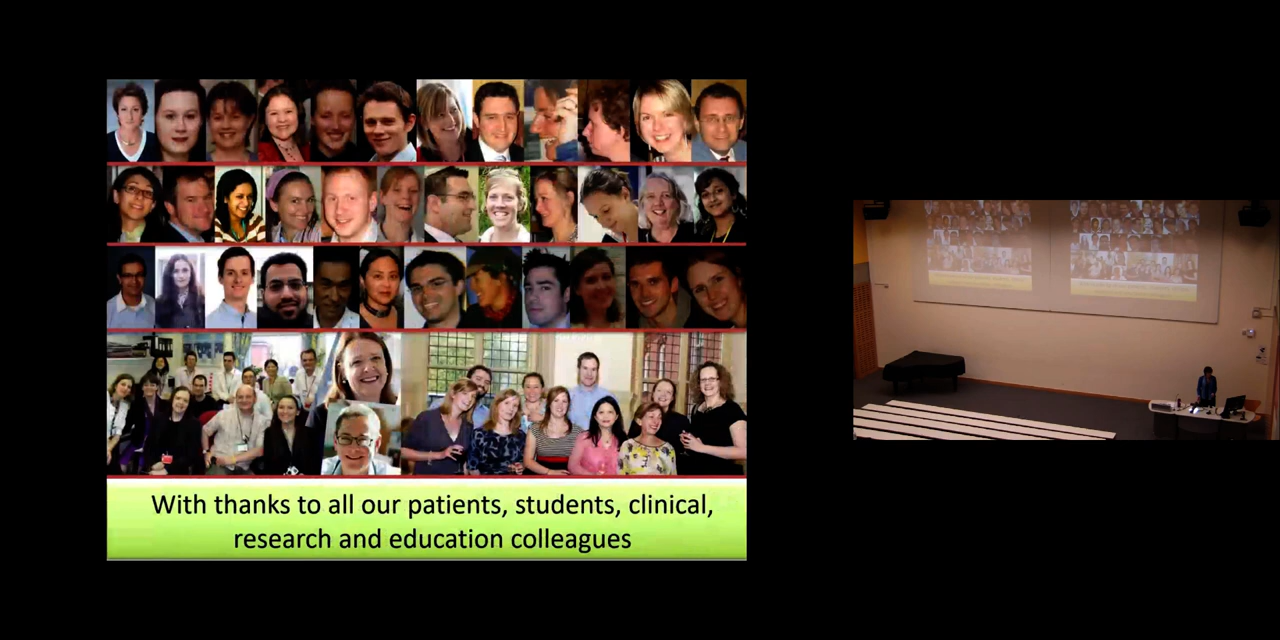 With thanks to all our patients, students, clinical,
research and education colleagues